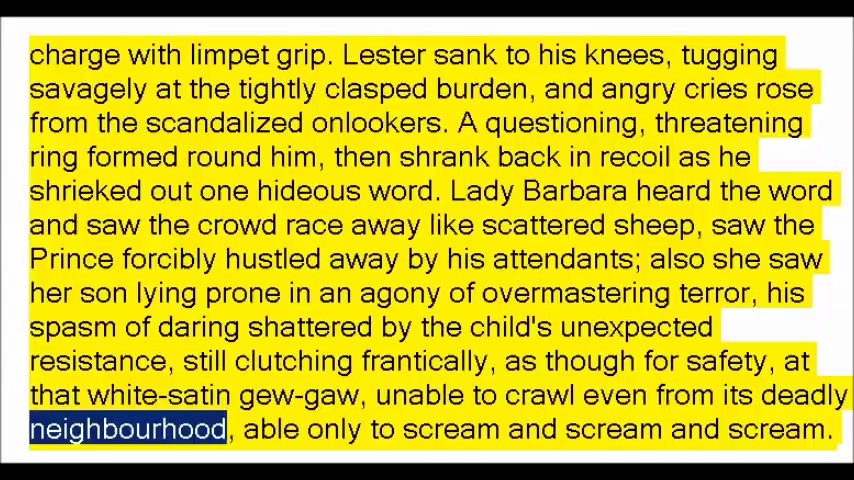 charge with limpet grip. Lester sank to his knees, tugging
savagely at the tightly clasped burden, and angry cries rose
from the scandalized onlookers. A questioning, threatening
ring formed round him, then shrank back in recoil as he
shrieked out one hideous word. Lady Barbara heard the word
and saw the crowd race away like scattered sheep, saw the
Prince forcibly hustled away by his attendants; also she saw
her son lying prone in an agony of overmastering terror, his
spasm of daring shattered by the child's unexpected
resistance, still clutching frantically, as though for safety, at
that white-satin gew-gaw, unable to crawl even from its deadly
neighbourhood, able only to scream and scream and scream.